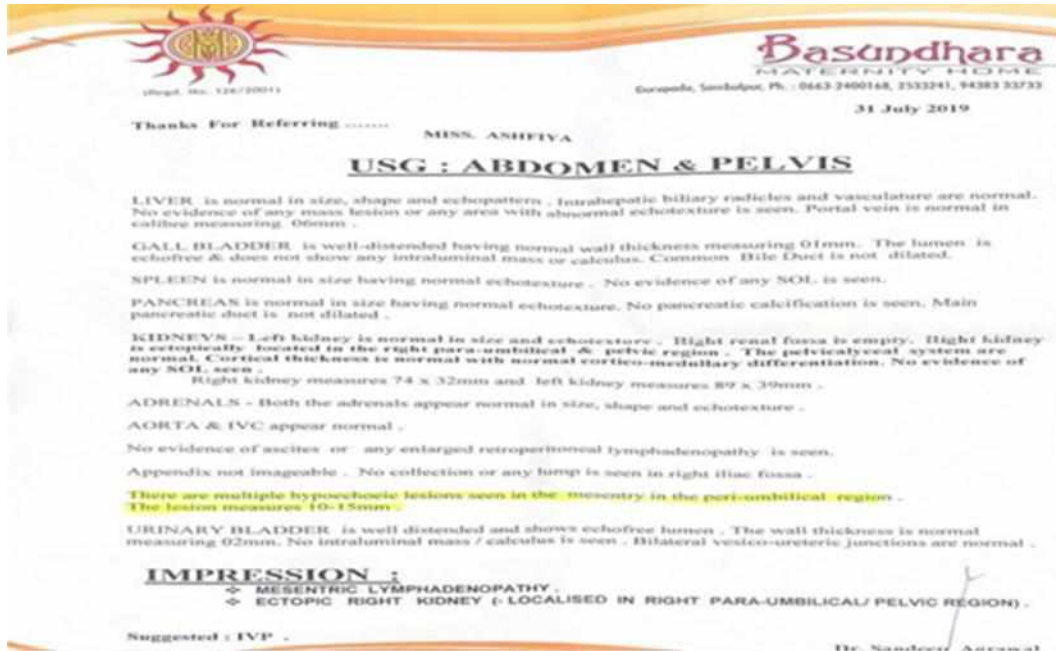 Basundhara
MATERNITY HOME
(Regd. No. 126/2001)
Gurupada, Sambalpur, Ph. : 0663-2400168, 2533241, 94383 33733
31 July 2019
Thanks For Referring .......
MISS. ASHFIYA
USG : ABDOMEN & PELVIS
LIVER is normal in size, shape and echopattern . Intrahepatic biliary radicles and vasculature are normal.
No evidence of any mass lesion or any area with abnormal echotexture is seen. Portal vein is normal in
calibre measuring 06mm .
GALL BLADDER is well-distended having normal wall thickness measuring 01mm. The lumen is
echofree & does not show any intraluminal mass or calculus. Common Bile Duct is not dilated.
SPLEEN is normal in size having normal echotexture . No evidence of any SOL is seen.
PANCREAS is normal in size having normal echotexture. No pancreatic calcification is seen. Main
pancreatic duct is not dilated .
KIDNEYS – Left kidney is normal in size and echotexture . Right renal fossa is empty. Right kidney
is ectopically located in the right para-umbilical & pelvic region . The pelvicalyceal system are
normal. Cortical thickness is normal with normal cortico-medullary differentiation. No evidence of
any SOL seen .
Right kidney measures 74 x 32mm and left kidney measures 89 x 39mm .
ADRENALS - Both the adrenals appear normal in size, shape and echotexture .
AORTA & IVC appear normal .
No evidence of ascites or any enlarged retroperitoneal lymphadenopathy is seen.
Appendix not imageable . No collection or any lump is seen in right iliac fossa .
There are multiple hypoechoeic lesions seen in the mesentry in the peri-umbilical region .
The lesion measures 10-15mm .
URINARY BLADDER is well distended and shows echofree lumen . The wall thickness is normal
measuring 02mm. No intraluminal mass / calculus is seen . Bilateral vesico-ureteric junctions are normal .
IMPRESSION :
❖ MESENTRIC LYMPHADENOPATHY .
❖ ECTOPIC RIGHT KIDNEY (- LOCALISED IN RIGHT PARA-UMBILICAL/ PELVIC REGION) .
Suggested : IVP .
Dr. Sandeep Agrawal